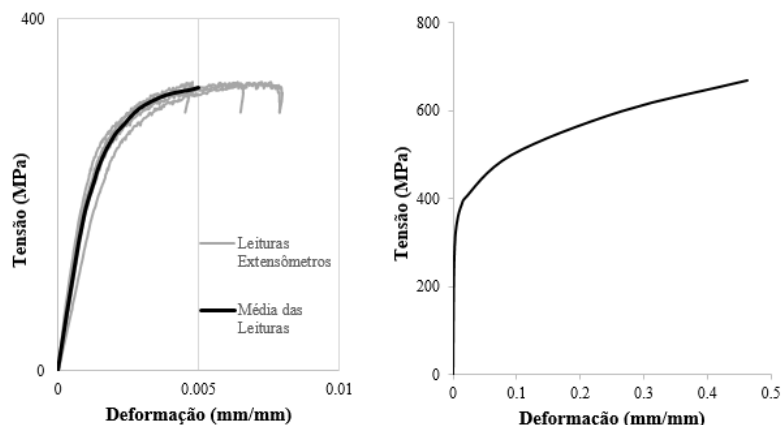 400
Tensão (MPa)
Leituras
Extensômetros
Média das
Leituras
0
0
0.005
0.01
Deformação (mm/mm)
800
600
Tensão (MPa)
400
200
0
0
0.1
0.2
0.3
0.4
0.5
Deformação (mm/mm)